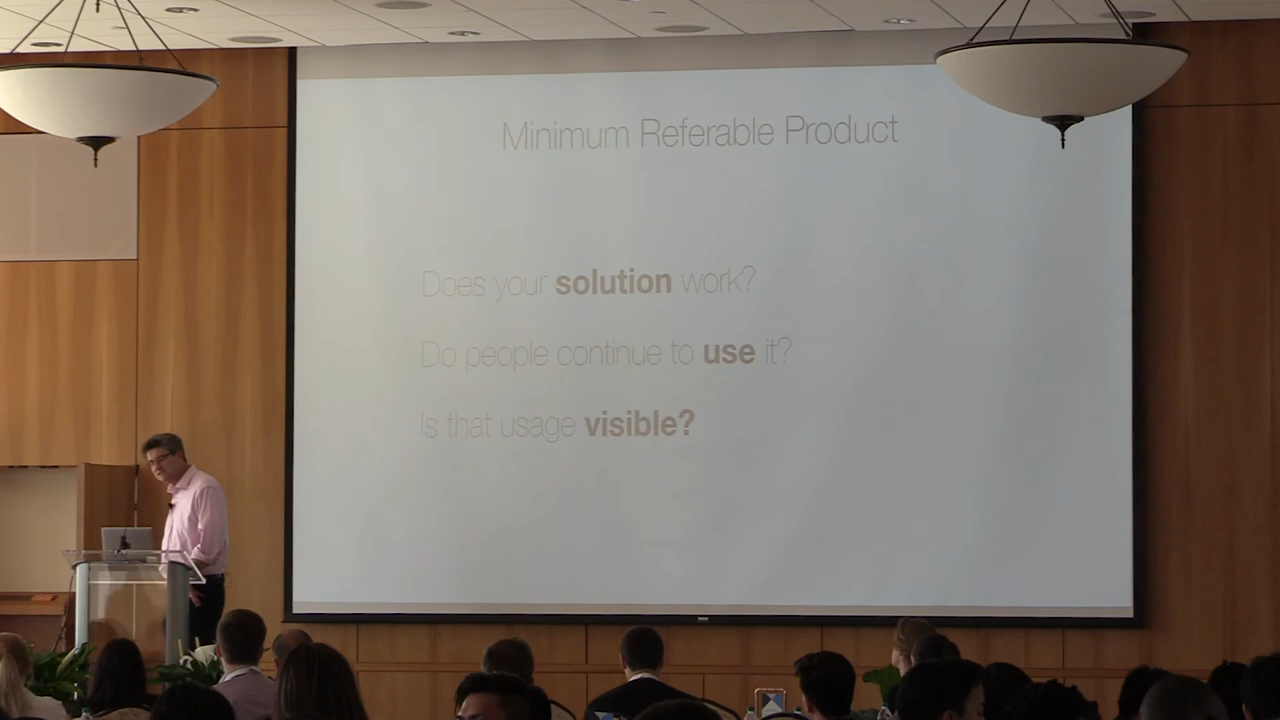 Minimum Referable Product
Does your solution work?
Do people continue to use it?
Is that usage visible?